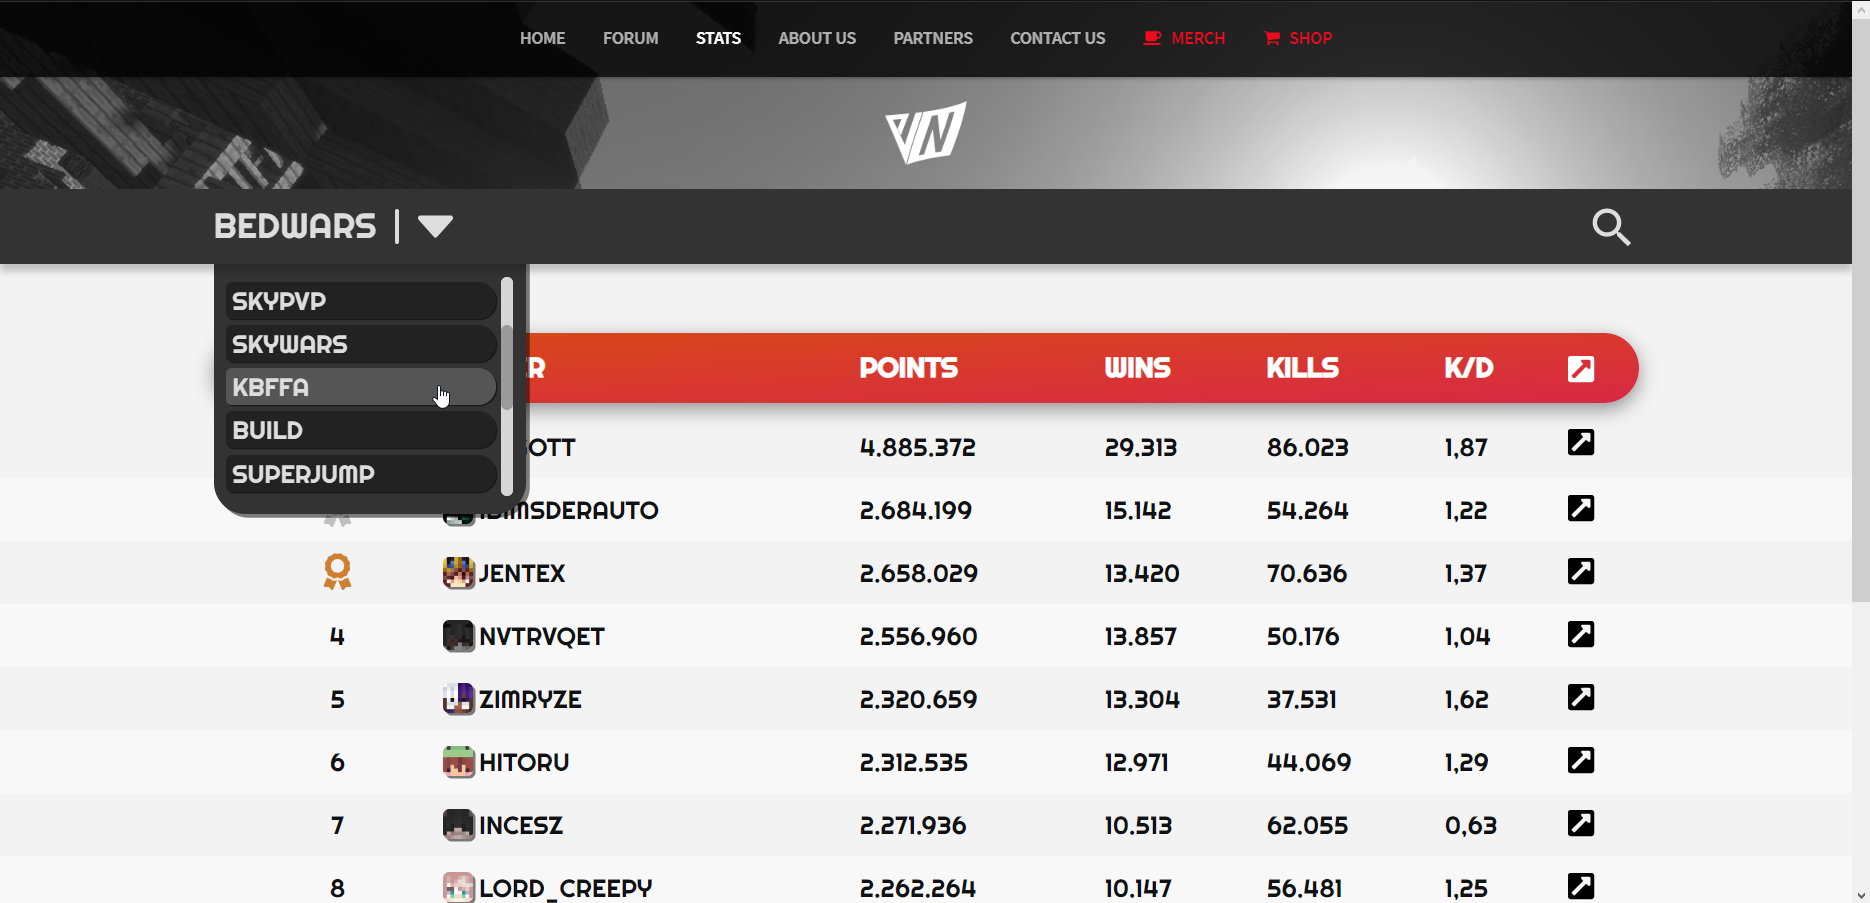 HOME FORUM STATS ABOUT US PARTNERS CONTACT US MERCH SHOP
VN
BEDWARS |
SKYPVP
SKYWARS
KBFFA
BUILD
SUPERJUMP
POINTS WINS KILLS K/D
4.885.372 29.313 86.023 1,87
IBIMSDERAUTO 2.684.199 15.142 54.264 1,22
JENTEX 2.658.029 13.420 70.636 1,37
4 NVTRVQET 2.556.960 13.857 50.176 1,04
5 ZIMRYZE 2.320.659 13.304 37.531 1,62
6 HITORU 2.312.535 12.971 44.069 1,29
7 INCESZ 2.271.936 10.513 62.055 0,63
8 LORD_CREEPY 2.262.264 10.147 56.481 1,25